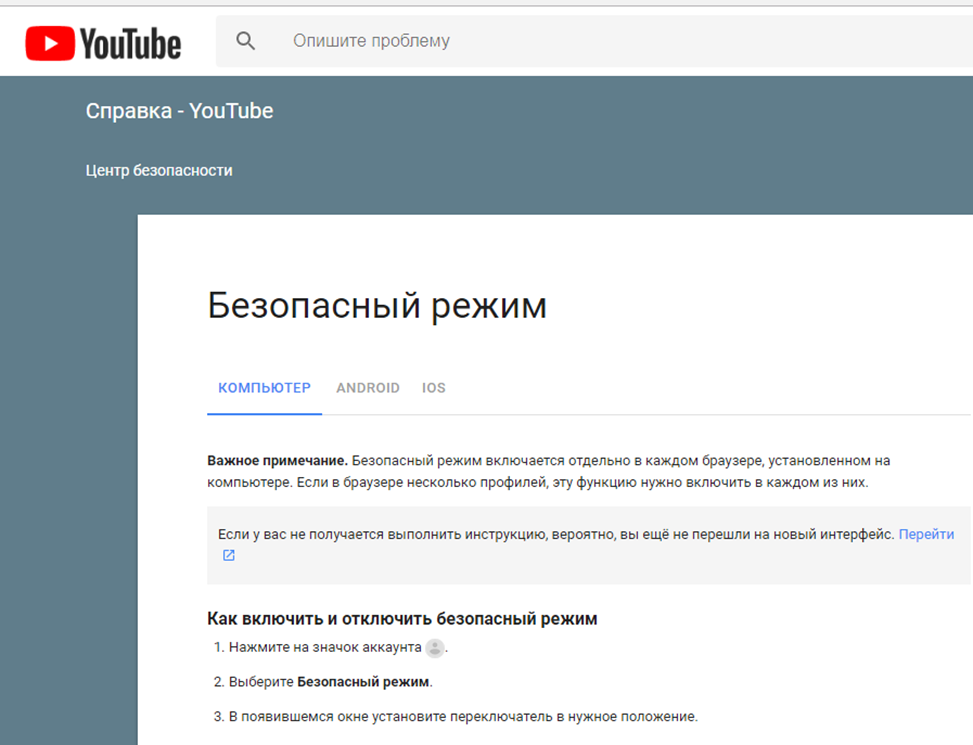 YouTube
Опишите проблему
Справка - YouTube
Центр безопасности
Безопасный режим
КОМПЬЮТЕР ANDROID IOS
Важное примечание. Безопасный режим включается отдельно в каждом браузере, установленном на
компьютере. Если в браузере несколько профилей, эту функцию нужно включить в каждом из них.
Если у вас не получается выполнить инструкцию, вероятно, вы ещё не перешли на новый интерфейс. Перейти
Как включить и отключить безопасный режим
1. Нажмите на значок аккаунта .
2. Выберите Безопасный режим.
3. В появившемся окне установите переключатель в нужное положение.